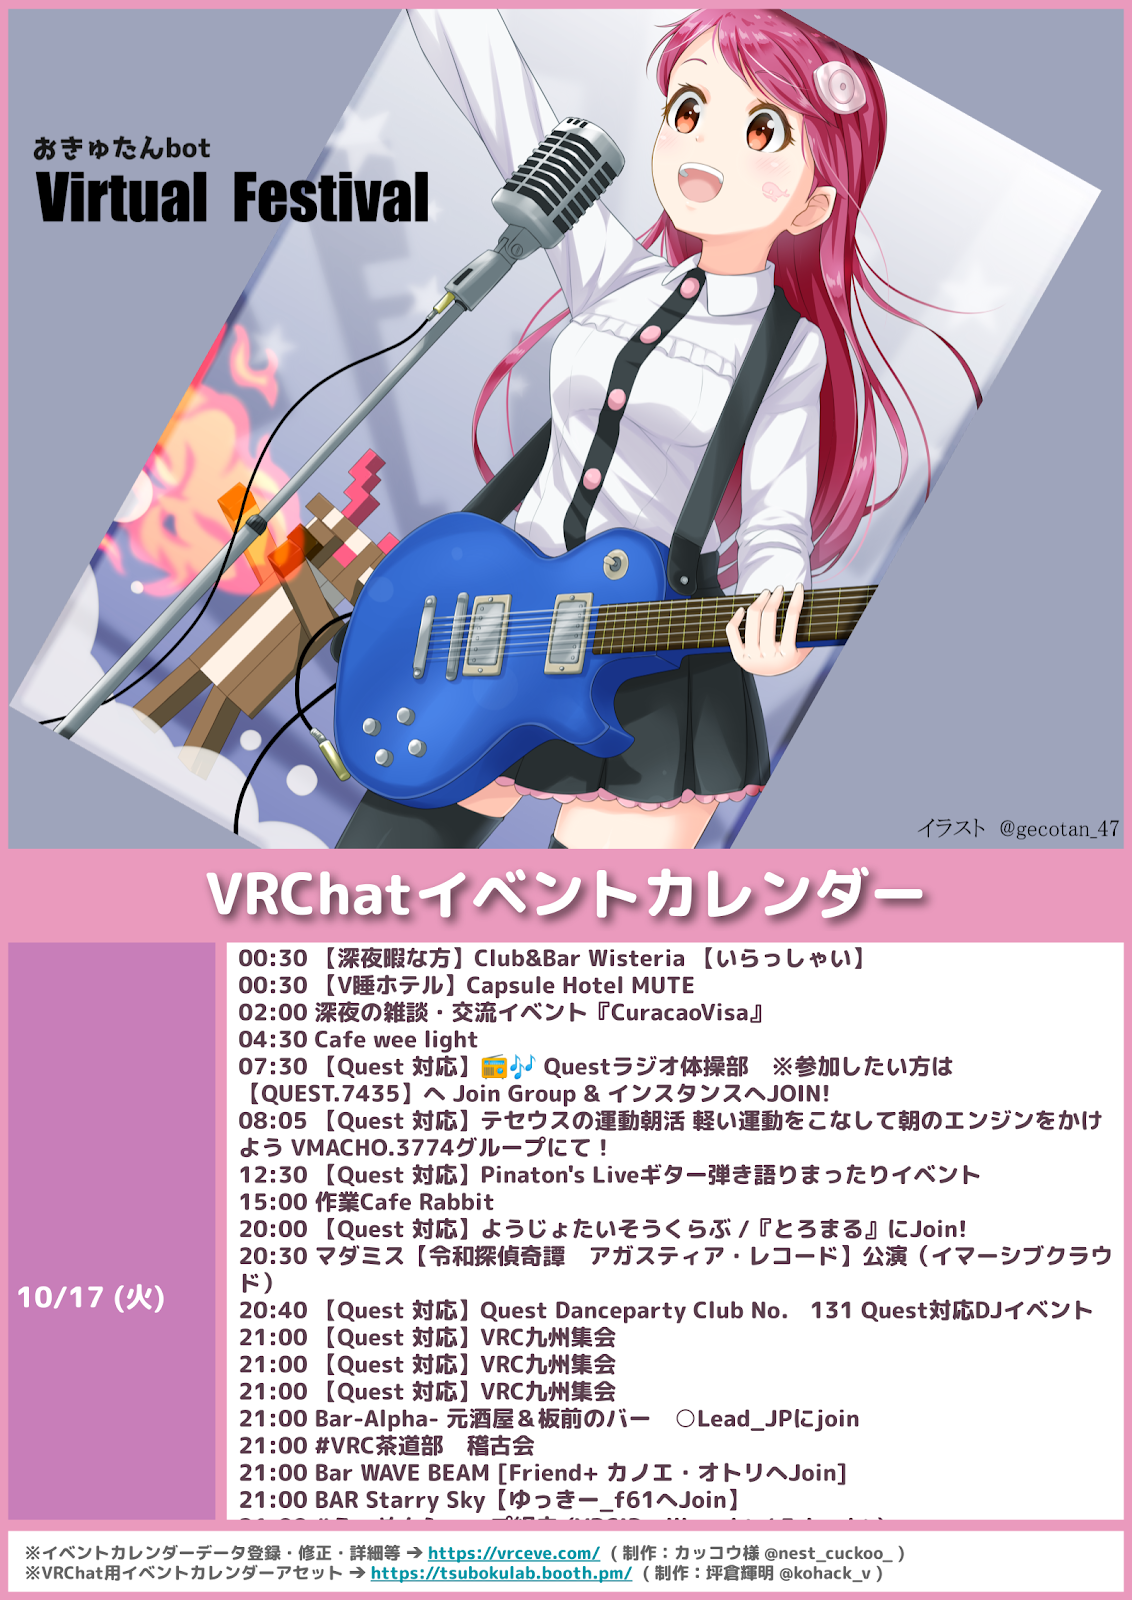 おきゅたんbot
Virtual Festival
イラスト @gecotan_47
VRChatイベントカレンダー
10/17 (火)
00:30 【深夜暇な方】Club&Bar Wisteria 【いらっしゃい】
00:30 【V睡ホテル】Capsule Hotel MUTE
02:00 深夜の雑談・交流イベント『CuracaoVisa』
04:30 Cafe wee light
07:30 【Quest 対応】📻🎶 Questラジオ体操部　※参加したい方は
【QUEST.7435】へ Join Group & インスタンスへJOIN!
08:05 【Quest 対応】テセウスの運動朝活 軽い運動をこなして朝のエンジンをかけ
よう VMACHO.3774グループにて！
12:30 【Quest 対応】Pinaton's Liveギター弾き語りまったりイベント
15:00 作業Cafe Rabbit
20:00 【Quest 対応】ようじょたいそうくらぶ /『とろまる』にJoin!
20:30 マダミス【令和探偵奇譚　アガスティア・レコード】公演（イマーシブクラウ
ド）
20:40 【Quest 対応】Quest Danceparty Club No.　131 Quest対応DJイベント
21:00 【Quest 対応】VRC九州集会
21:00 【Quest 対応】VRC九州集会
21:00 【Quest 対応】VRC九州集会
21:00 Bar-Alpha- 元酒屋＆板前のバー　○Lead_JPにjoin
21:00 #VRC茶道部　稽古会
21:00 Bar WAVE BEAM [Friend+ カノエ・オトリへJoin]
21:00 BAR Starry Sky【ゆっきー_f61へJoin】
※イベントカレンダーデータ登録・修正・詳細等 ➔ https://vrceve.com/ ( 制作：カッコウ様 @nest_cuckoo_ )
※VRChat用イベントカレンダーアセット ➔ https://tsubokulab.booth.pm/ ( 制作：坪倉輝明 @kohack_v )